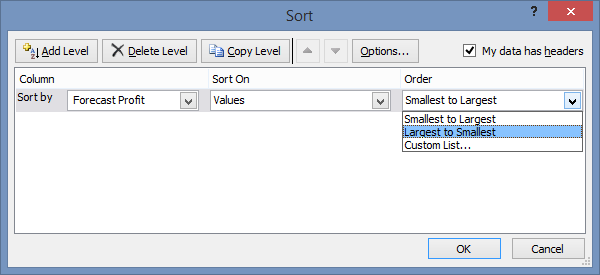 Sort
? ×
Add Level Delete Level Copy Level Options... My data has headers
Column Sort On Order
Sort by Forecast Profit Values Smallest to Largest
Smallest to Largest
Largest to Smallest
Custom List...
OK Cancel